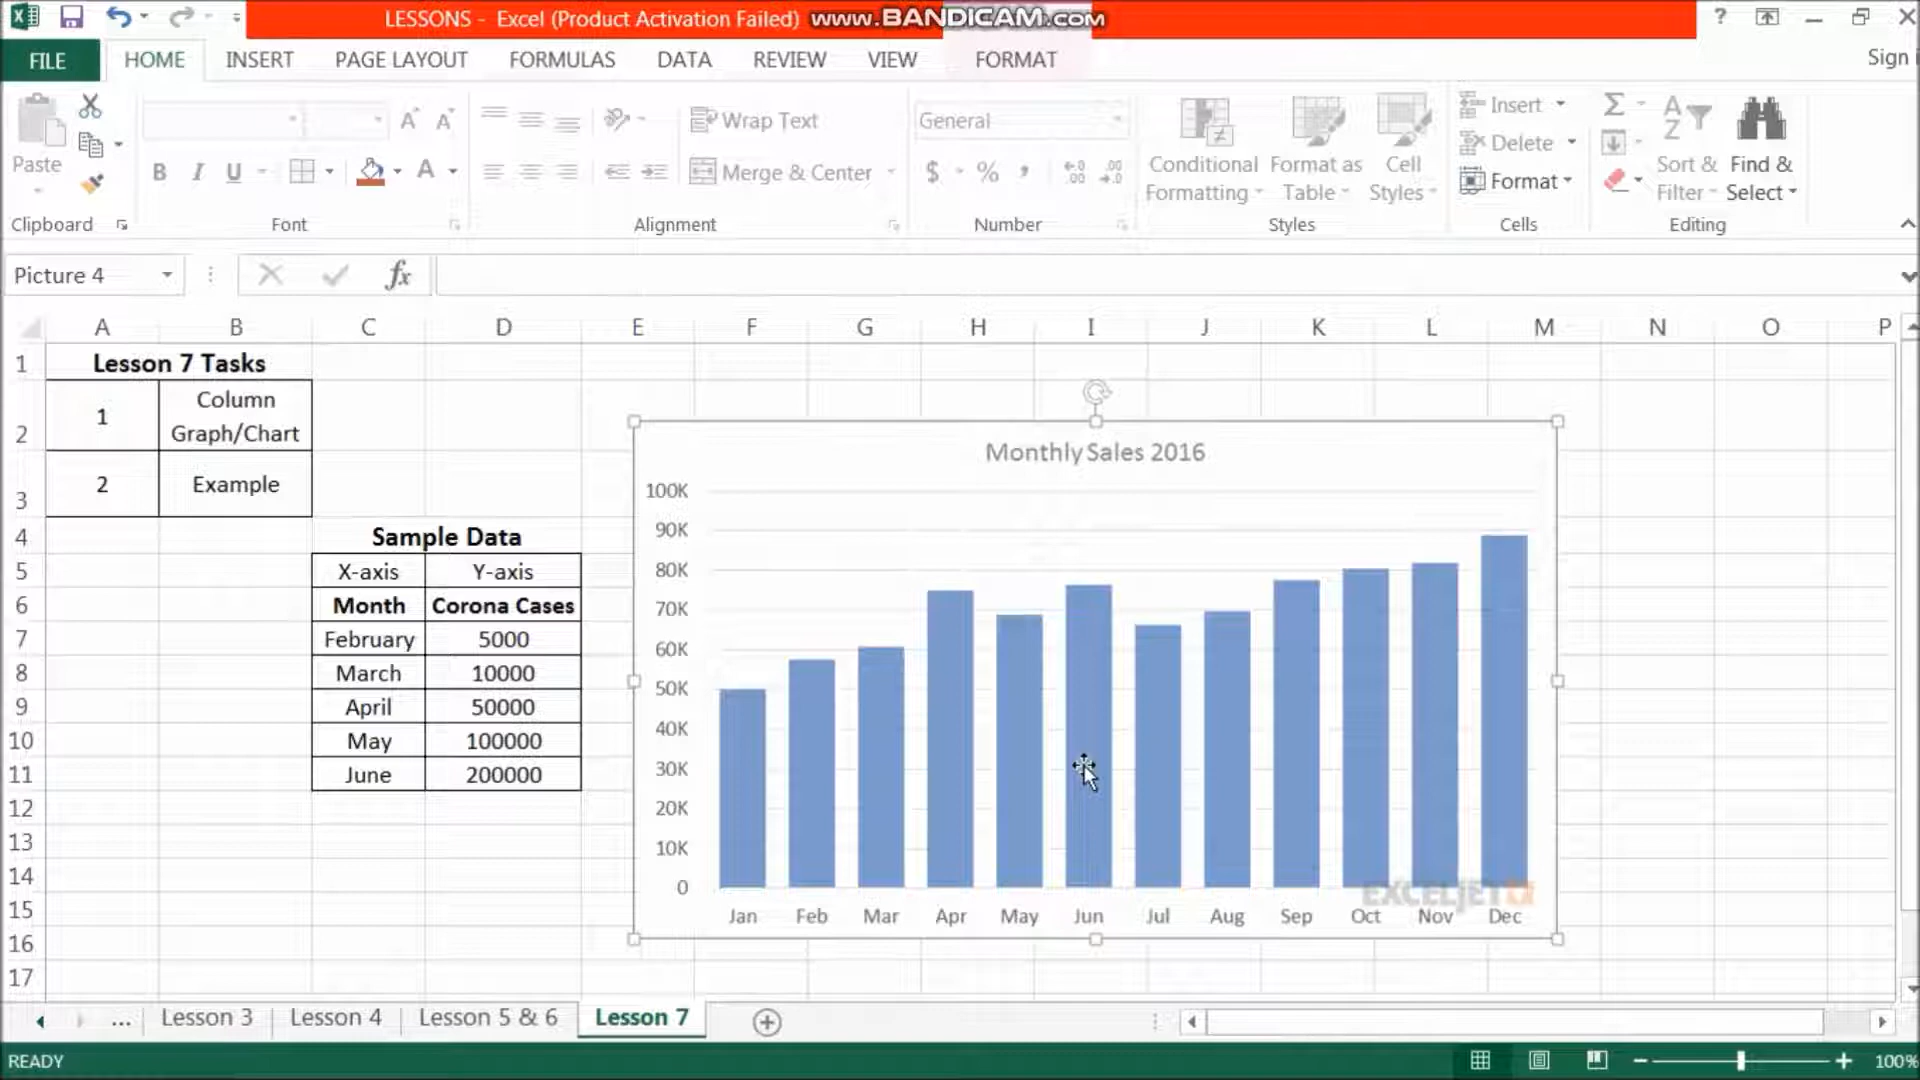 LESSONS - Excel (Product Activation Failed) www.BANDICAM.com
FILE HOME INSERT PAGE LAYOUT FORMULAS DATA REVIEW VIEW FORMAT Sign i
Paste
Clipboard
B I U
Font
Wrap Text
Merge & Center
Alignment
General
$ % ,
Number
Conditional Formatting
Format as Table
Cell Styles
Styles
Insert
Delete
Format
Cells
Sort & Filter
Find & Select
Editing
Picture 4 fx
A B C D E F G H I J K L M N O P
1 Lesson 7 Tasks
2 1 Column Graph/Chart
3 2 Example
4 Sample Data
5 X-axis Y-axis
6 Month Corona Cases
7 February 5000
8 March 10000
9 April 50000
10 May 100000
11 June 200000
12
13
14
15
16
17
Monthly Sales 2016
100K
90K
80K
70K
60K
50K
40K
30K
20K
10K
0
Jan Feb Mar Apr May Jun Jul Aug Sep Oct Nov Dec
EXCELJET
... Lesson 3 Lesson 4 Lesson 5 & 6 Lesson 7
READY 100%